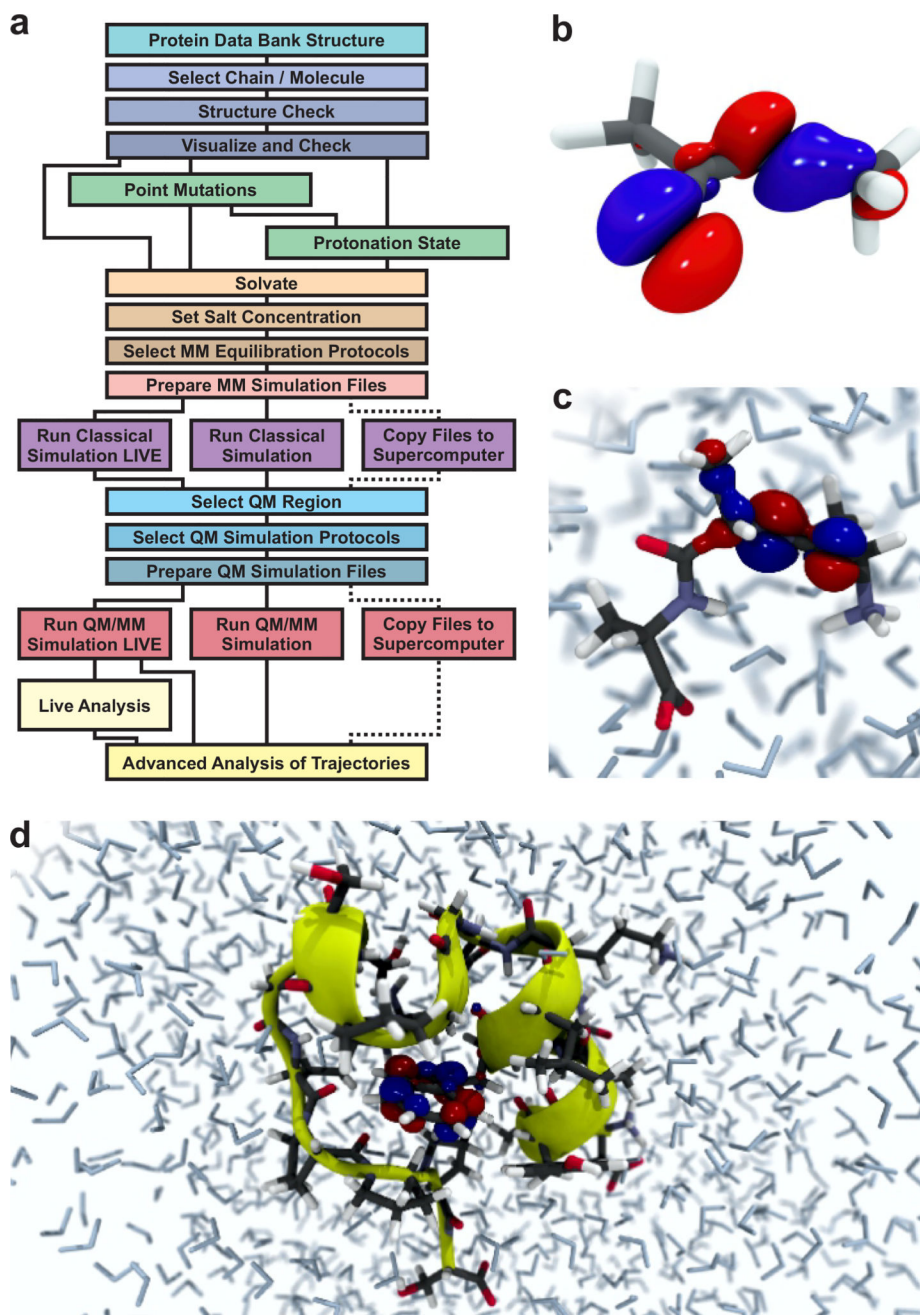 a
Protein Data Bank Structure
Select Chain / Molecule
Structure Check
Visualize and Check
Point Mutations
Protonation State
Solvate
Set Salt Concentration
Select MM Equilibration Protocols
Prepare MM Simulation Files
Run Classical
Simulation LIVE
Run Classical
Simulation
Copy Files to
Supercomputer
Select QM Region
Select QM Simulation Protocols
Prepare QM Simulation Files
Run QM/MM
Simulation LIVE
Run QM/MM
Simulation
Copy Files to
Supercomputer
Live Analysis
Advanced Analysis of Trajectories
b
c
d